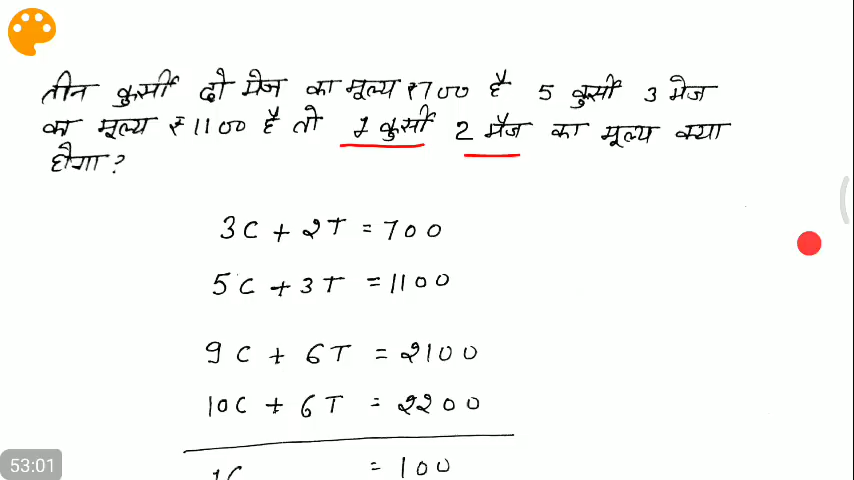 तीन कुर्सी दो मेज का मूल्य ₹700 है 5 कुर्सी 3 मेज
का मूल्य ₹1100 है तो 1 कुर्सी 2 मेज का मूल्य क्या
होगा?
3C + 2T = 700
5C + 3T = 1100
9C + 6T = 2100
10C + 6T = 2200
1C = 100
53:01